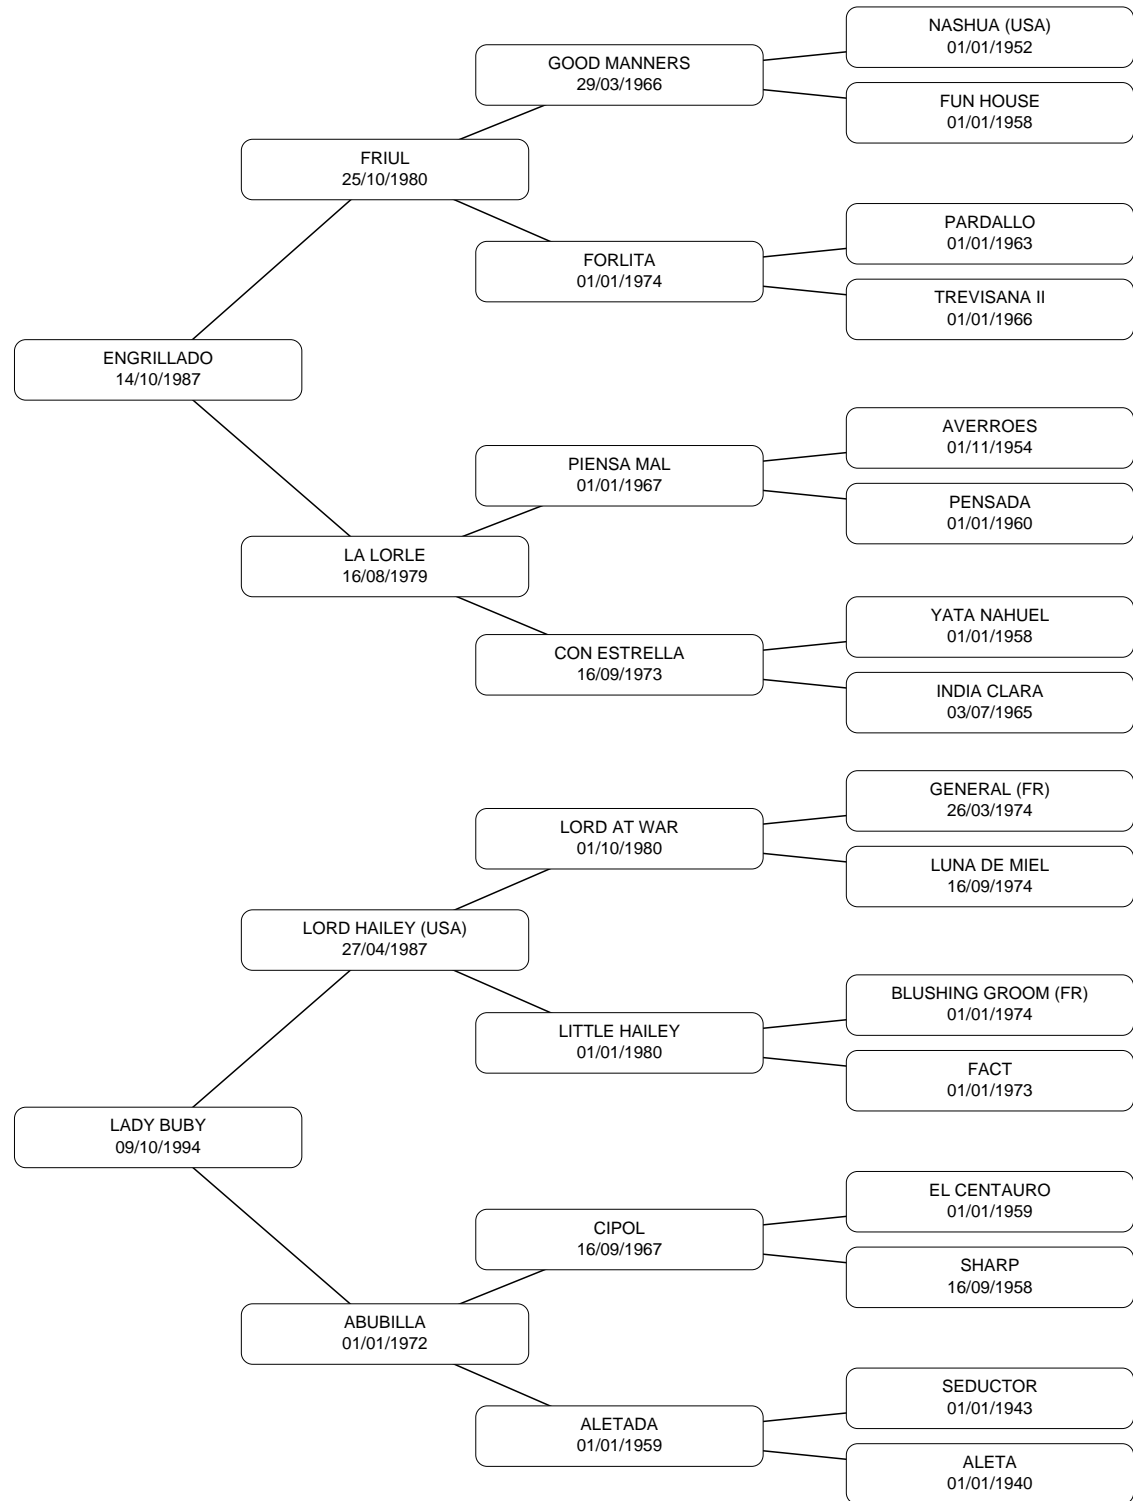 NASHUA (USA)
01/01/1952
GOOD MANNERS
29/03/1966
FUN HOUSE
01/01/1958
FRIUL
25/10/1980
PARDALLO
01/01/1963
FORLITA
01/01/1974
TREVISANA II
01/01/1966
ENGRILLADO
14/10/1987
AVERROES
01/11/1954
PIENSA MAL
01/01/1967
PENSADA
01/01/1960
LA LORLE
16/08/1979
YATA NAHUEL
01/01/1958
CON ESTRELLA
16/09/1973
INDIA CLARA
03/07/1965
GENERAL (FR)
26/03/1974
LORD AT WAR
01/10/1980
LUNA DE MIEL
16/09/1974
LORD HAILEY (USA)
27/04/1987
BLUSHING GROOM (FR)
01/01/1974
LITTLE HAILEY
01/01/1980
FACT
01/01/1973
LADY BUBY
09/10/1994
EL CENTAURO
01/01/1959
CIPOL
16/09/1967
SHARP
16/09/1958
ABUBILLA
01/01/1972
SEDUCTOR
01/01/1943
ALETADA
01/01/1959
ALETA
01/01/1940